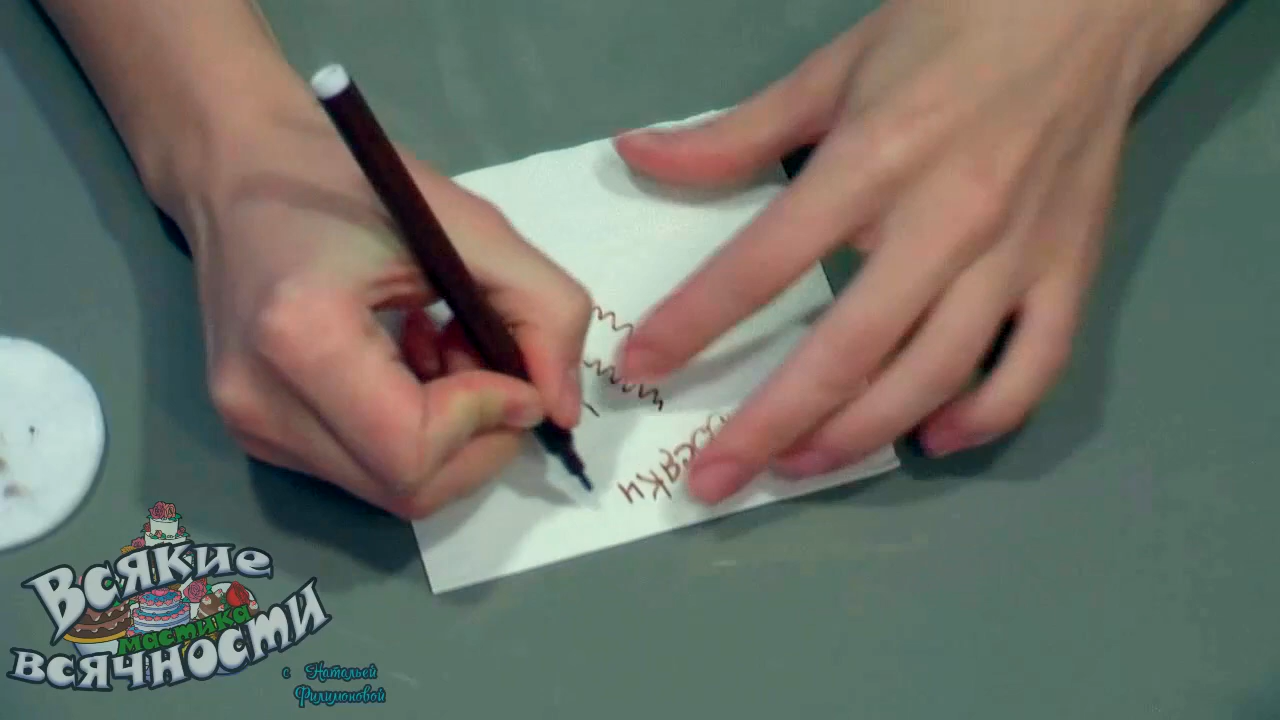 Всякие
мастика
всячности
с Натальей
Филимоновой